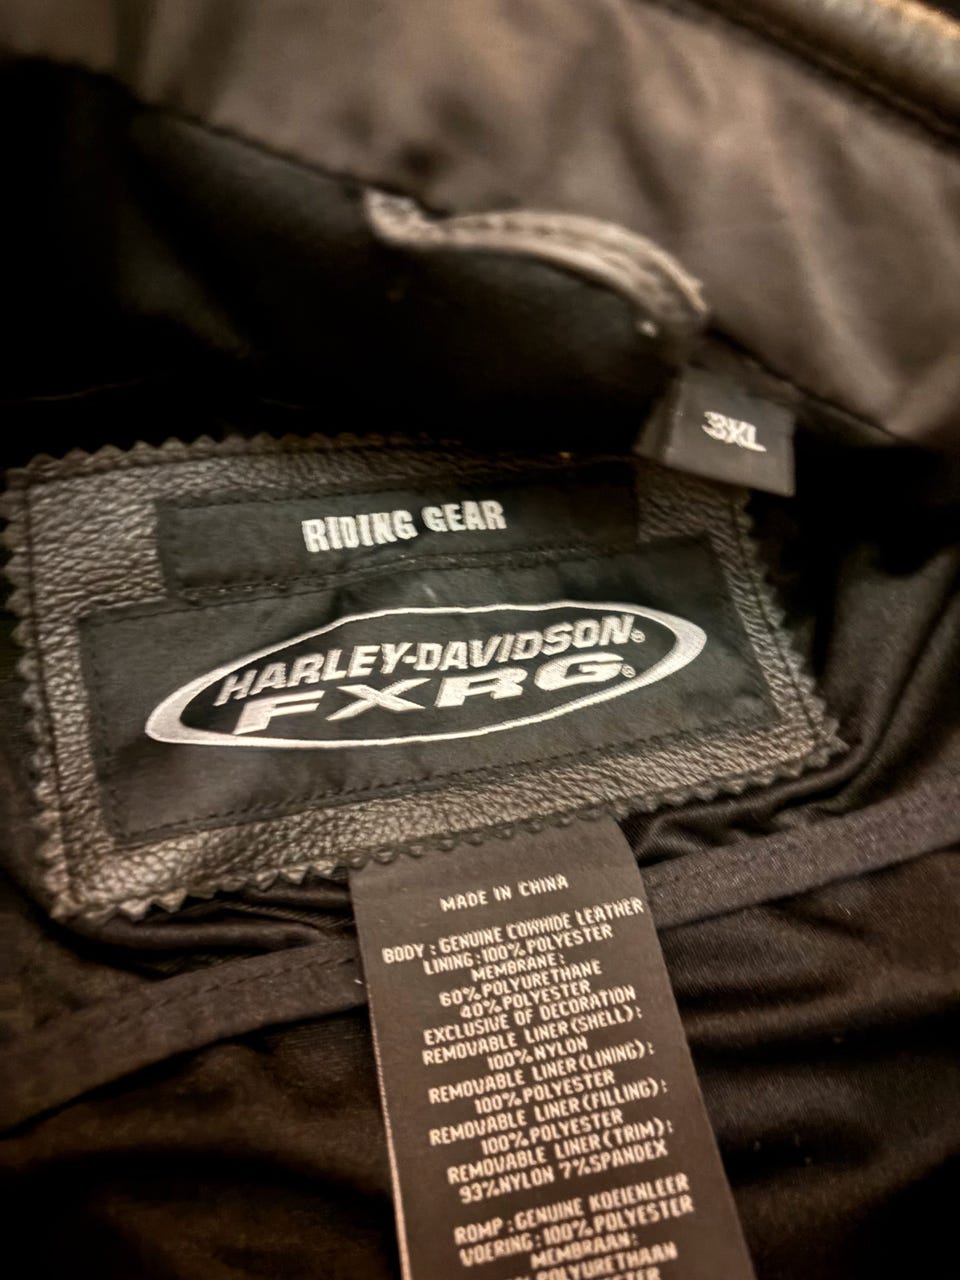 3XL
RIDING GEAR
HARLEY-DAVIDSON®
FXRG®
MADE IN CHINA
BODY : GENUINE COWHIDE LEATHER
LINING : 100% POLYESTER
MEMBRANE:
60% POLYURETHANE
40% POLYESTER
EXCLUSIVE OF DECORATION
REMOVABLE LINER (SHELL):
100% NYLON
REMOVABLE LINER (LINING):
100% POLYESTER
REMOVABLE LINER (FILLING):
100% POLYESTER
REMOVABLE LINER (TRIM):
93% NYLON 7% SPANDEX
ROMP : GENUINE KOEIENLEER
VOERING : 100% POLYESTER
MEMBRAAN:
POLYURETHAAN